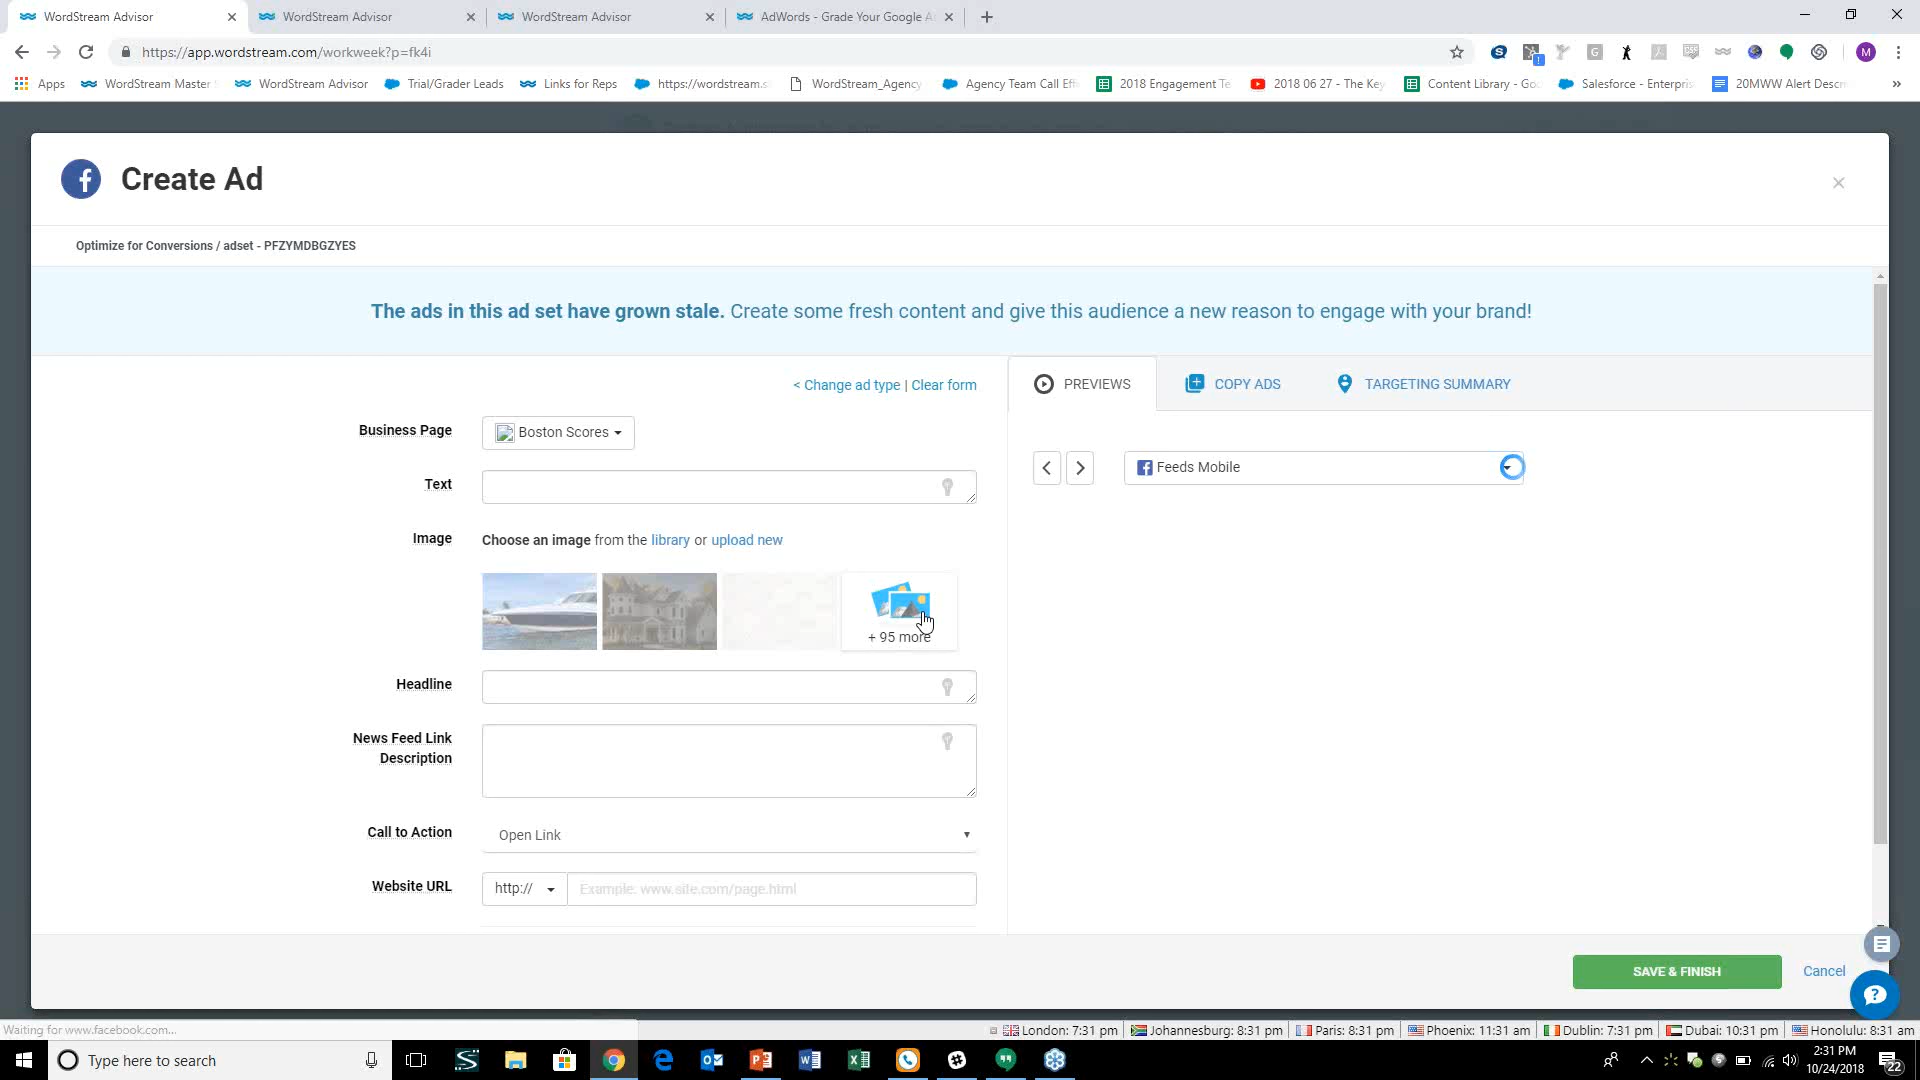 WordStream Advisor
WordStream Advisor
WordStream Advisor
AdWords - Grade Your Google A
https://app.wordstream.com/workweek?p=fk4i
M
Apps
WordStream Master
WordStream Advisor
Trial/Grader Leads
Links for Reps
https://wordstream.s
WordStream_Agency
Agency Team Call Effi
2018 Engagement Te
2018 06 27 - The Key
Content Library - Goo
Salesforce - Enterpris
20MWW Alert Descri
»
Create Ad
Optimize for Conversions / adset - PFZYMDBGZYES
The ads in this ad set have grown stale. Create some fresh content and give this audience a new reason to engage with your brand!
< Change ad type | Clear form
PREVIEWS
COPY ADS
TARGETING SUMMARY
Business Page
Boston Scores
Feeds Mobile
Text
Image
Choose an image from the library or upload new
+ 95 more
Headline
News Feed Link
Description
Call to Action
Open Link
Website URL
http://
Example: www.site.com/page.html
SAVE & FINISH
Cancel
Waiting for www.facebook.com...
London: 7:31 pm
Johannesburg: 8:31 pm
Paris: 8:31 pm
Phoenix: 11:31 am
Dublin: 7:31 pm
Dubai: 10:31 pm
Honolulu: 8:31 am
Type here to search
2:31 PM
10/24/2018
22